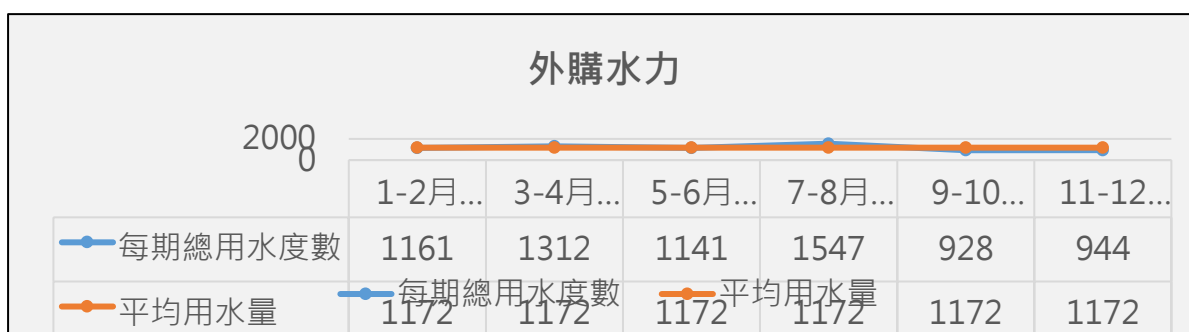 外購水力
2000
0
1-2月... 3-4月... 5-6月... 7-8月... 9-10... 11-12...
每期總用水度數 1161 1312 1141 1547 928 944
每期總用水度數 平均用水量
平均用水量 1172 1172 1172 1172 1172 1172